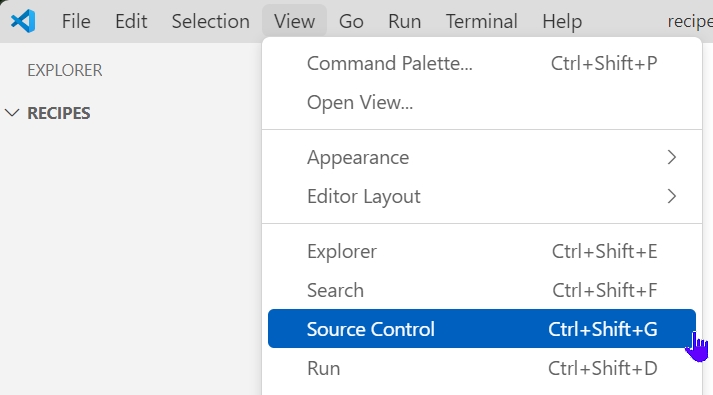 File Edit Selection View Go Run Terminal Help recipe
EXPLORER
RECIPES
Command Palette... Ctrl+Shift+P
Open View...
Appearance
Editor Layout
Explorer Ctrl+Shift+E
Search Ctrl+Shift+F
Source Control Ctrl+Shift+G
Run Ctrl+Shift+D